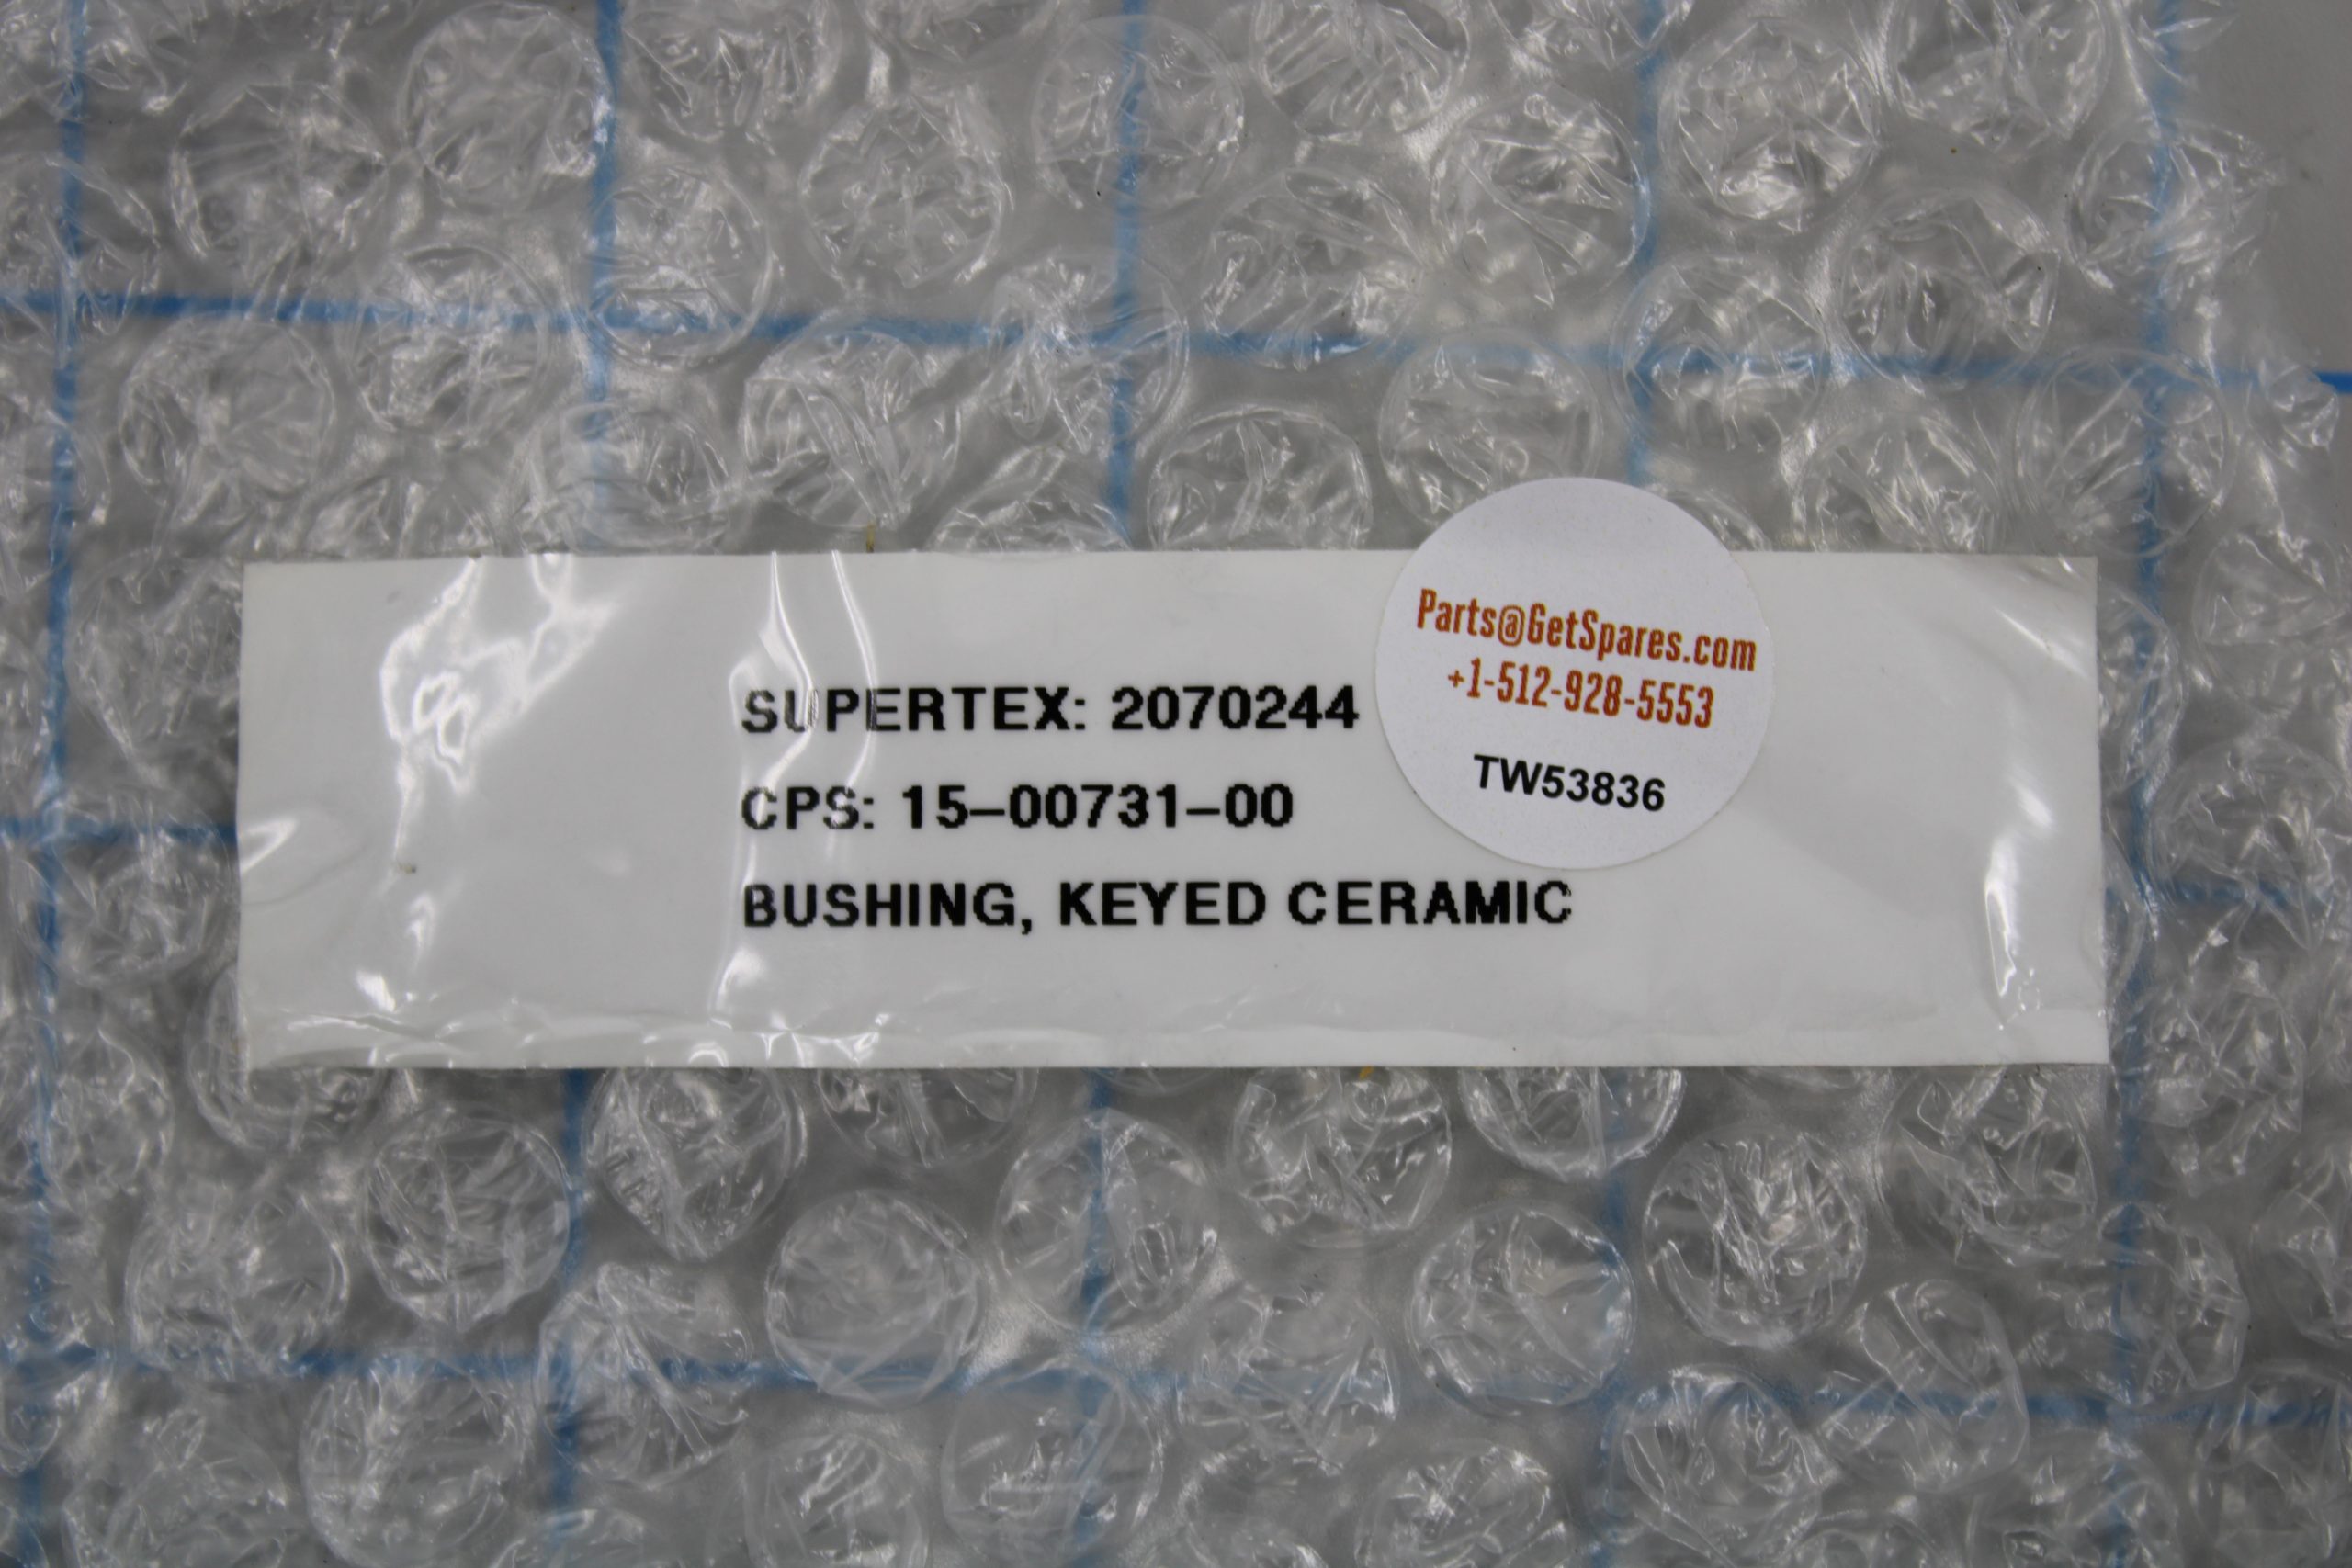 SUPERTEX: 2070244
CPS: 15-00731-00
BUSHING, KEYED CERAMIC
Parts@GetSpares.com
+1-512-928-5553
TW53836